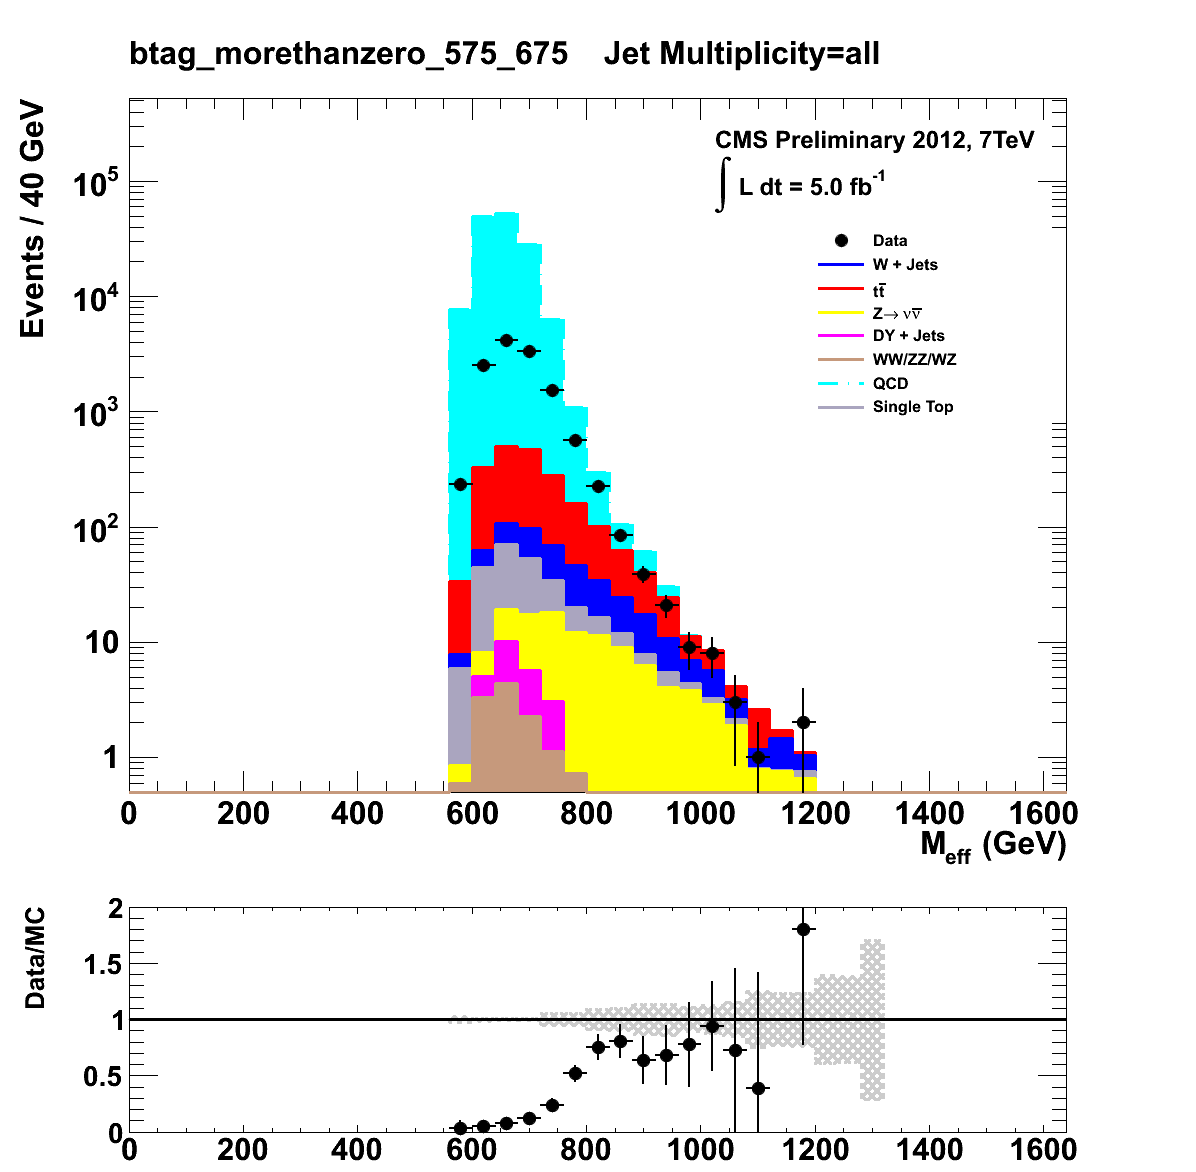 btag_morethanzero_575_675 Jet Multiplicity=all
Events / 40 GeV
CMS Preliminary 2012, 7TeV
∫ L dt = 5.0 fb⁻¹
Data
W + Jets
tt̅
Z→ νν̅
DY + Jets
WW/ZZ/WZ
QCD
Single Top
10⁵
10⁴
10³
10²
10
1
0 200 400 600 800 1000 1200 1400 1600
M_eff (GeV)
Data/MC
2
1.5
1
0.5
0
0 200 400 600 800 1000 1200 1400 1600